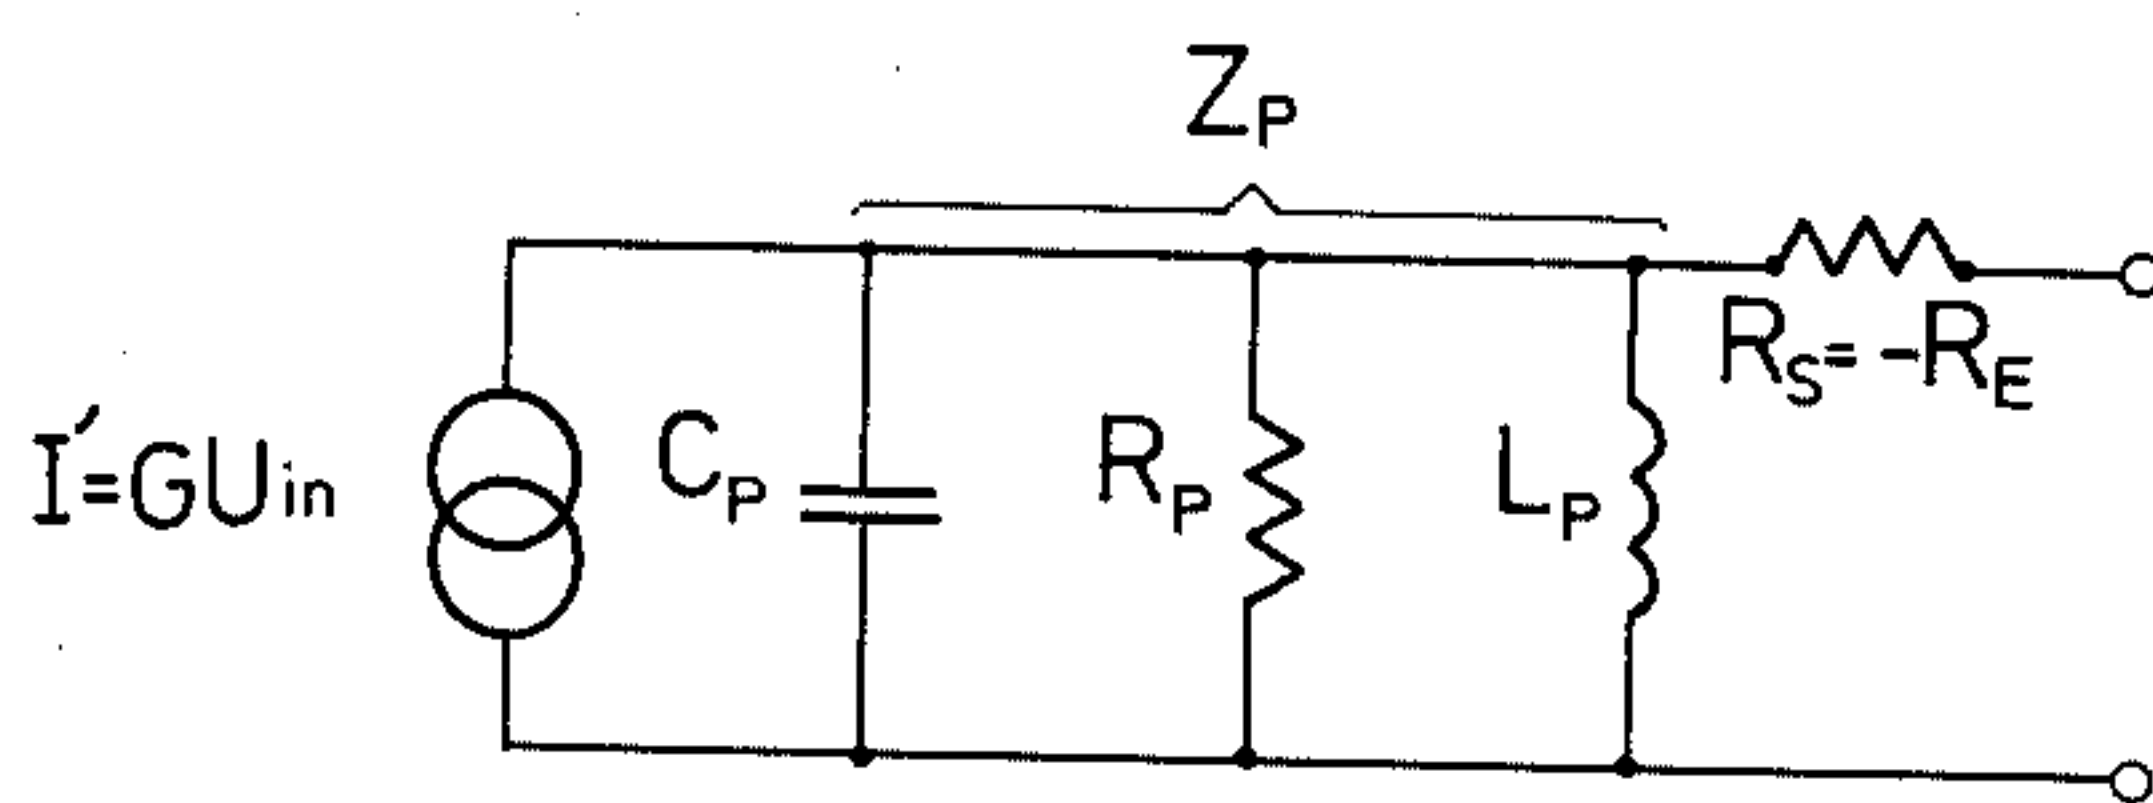 Z_P
I'=GU_in
C_P
R_P
L_P
R_S=-R_E